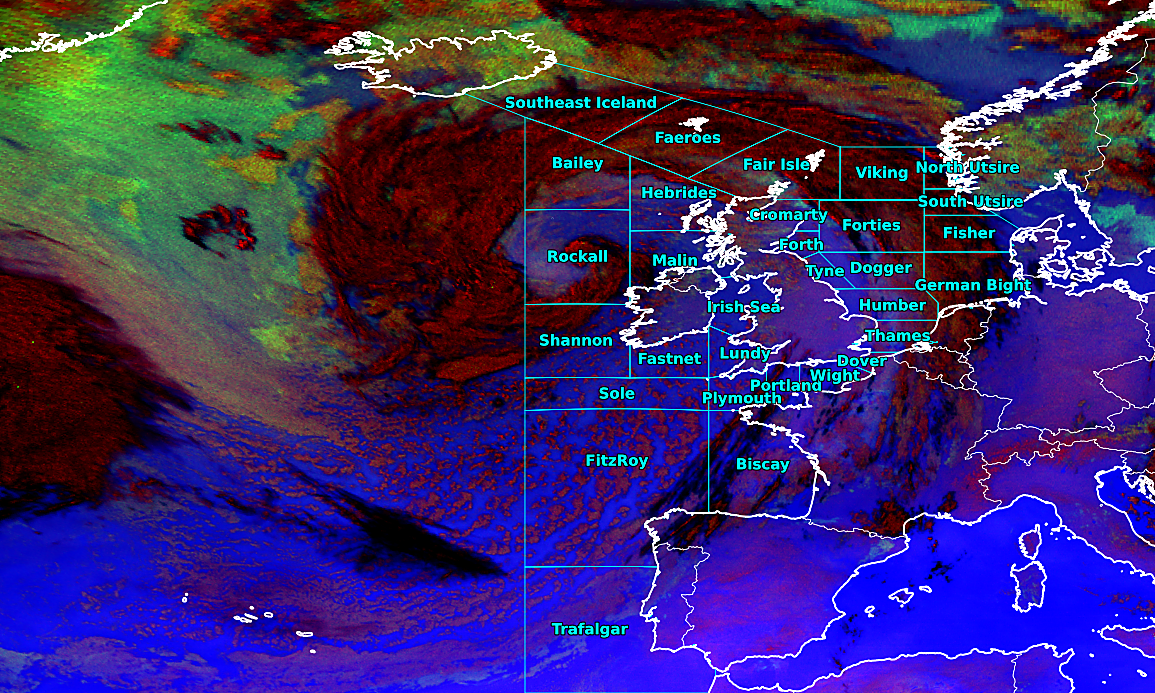 Southeast Iceland
Faeroes
Bailey
Fair Isle
Viking
North Utsire
Hebrides
South Utsire
Cromarty
Forties
Fisher
Forth
Rockall
Malin
Tyne
Dogger
German Bight
Irish Sea
Humber
Shannon
Thames
Fastnet
Lundy
Dover
Wight
Portland
Sole
Plymouth
FitzRoy
Biscay
Trafalgar